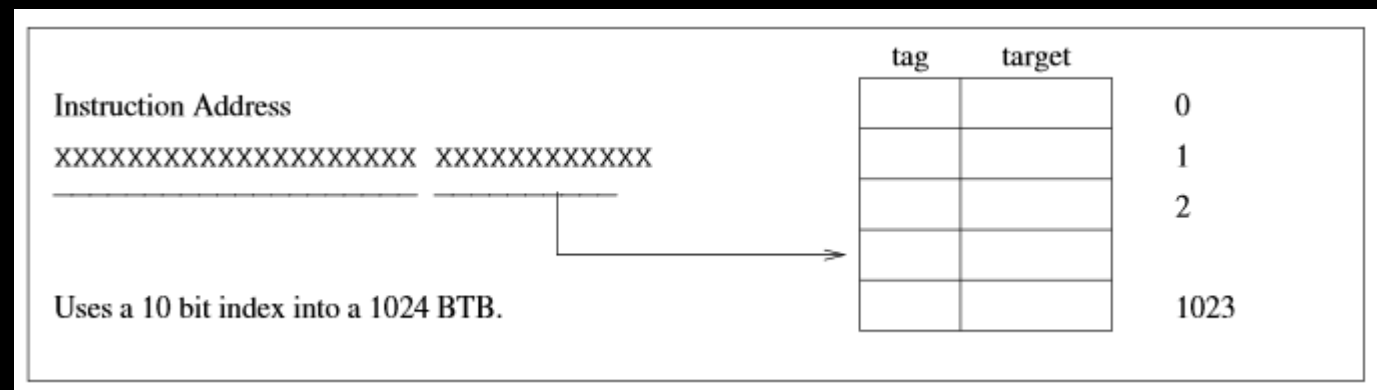 tag target
Instruction Address 0
XXXXXXXXXXXXXXXXXXXX XXXXXXXXXXXX 1
2
Uses a 10 bit index into a 1024 BTB. 1023